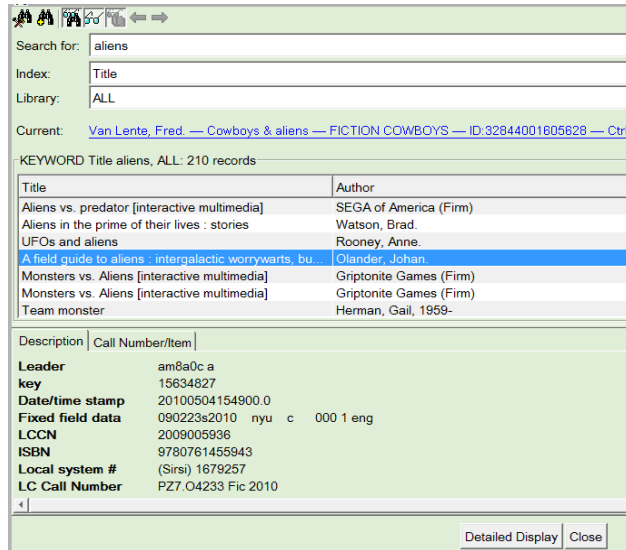 Search for: aliens
Index: Title
Library: ALL
Current: Van Lente, Fred. — Cowboys & aliens — FICTION COWBOYS — ID:32844001605628 — Ctrl
KEYWORD Title aliens, ALL: 210 records
Title Author
Aliens vs. predator [interactive multimedia] SEGA of America (Firm)
Aliens in the prime of their lives : stories Watson, Brad.
UFOs and aliens Rooney, Anne.
A field guide to aliens : intergalactic worrywarts, bu... Olander, Johan.
Monsters vs. Aliens [interactive multimedia] Griptonite Games (Firm)
Monsters vs. Aliens [interactive multimedia] Griptonite Games (Firm)
Team monster Herman, Gail, 1959-
Description Call Number/Item
Leader am8a0c a
key 15634827
Date/time stamp 20100504154900.0
Fixed field data 090223s2010 nyu c 000 1 eng
LCCN 2009005936
ISBN 9780761455943
Local system # (Sirsi) 1679257
LC Call Number PZ7.O4233 Fic 2010
Detailed Display Close